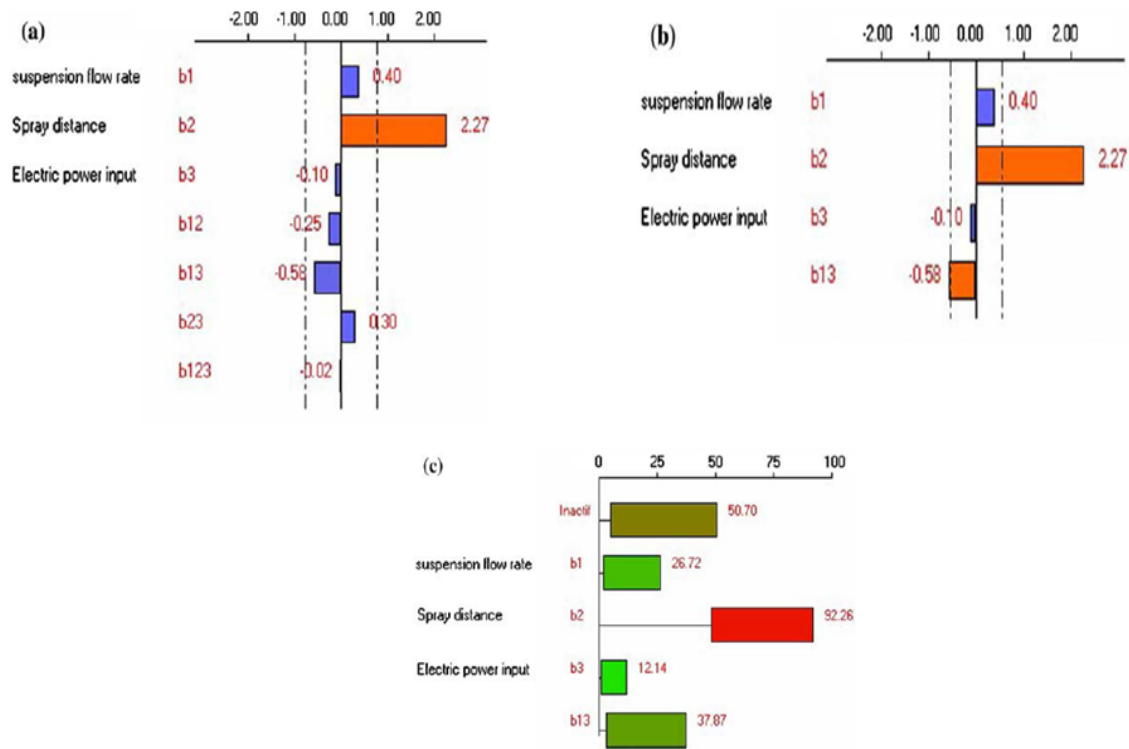 (a)
-2.00 -1.00 0.00 1.00 2.00
suspension flow rate b1 0.40
Spray distance b2 2.27
Electric power input b3 -0.10
b12 -0.25
b13 -0.58
b23 0.30
b123 -0.02
(b)
-2.00 -1.00 0.00 1.00 2.00
suspension flow rate b1 0.40
Spray distance b2 2.27
Electric power input b3 -0.10
b13 -0.58
(c)
0 25 50 75 100
Inactif 50.70
suspension flow rate b1 26.72
Spray distance b2 92.26
Electric power input b3 12.14
b13 37.87